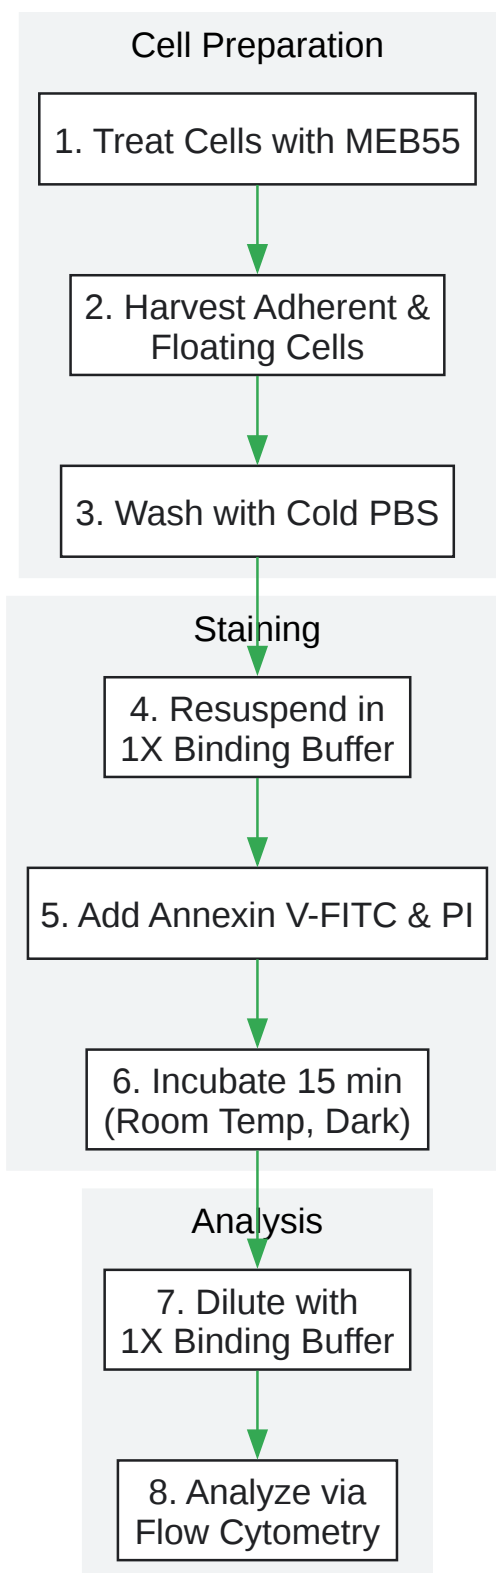 Cell Preparation
1. Treat Cells with MEB55
2. Harvest Adherent &
Floating Cells
3. Wash with Cold PBS
Staining
4. Resuspend in
1X Binding Buffer
5. Add Annexin V-FITC & PI
6. Incubate 15 min
(Room Temp, Dark)
Analysis
7. Dilute with
1X Binding Buffer
8. Analyze via
Flow Cytometry